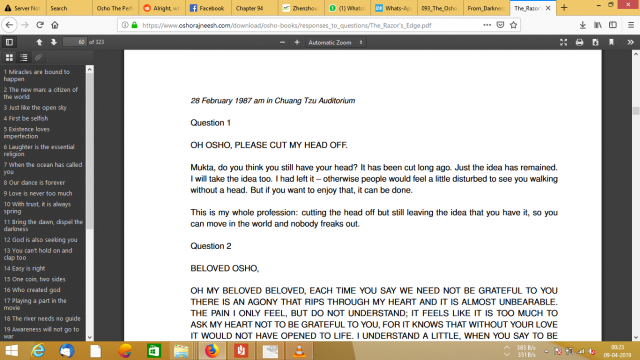 Server Not
Osho The Perf
Alright, w
Facebook
Chapter 94
Zhenzhou
(1) Whats
Whats-App
093_The_Oth
From_Darkne
The_Razor's_
https://www.oshorajneesh.com/download/osho-books/responses_to_questions/The_Razor's_Edge.pdf
60 of 323
Automatic Zoom
1 Miracles are bound to
happen
2 The new man: a citizen of
the world
3 Just like the open sky
4 First be selfish
5 Existence loves
imperfection
6 Laughter is the essential
religion
7 When the ocean has called
you
8 Our dance is forever
9 Love is never too much
10 With trust, it is always
spring
11 Bring the dawn, dispel the
darkness
12 God is also seeking you
13 You can't hold on and
clap too
14 Easy is right
15 One coin, two sides
16 Who created god
17 Playing a part in the
movie
18 The river needs no guide
19 Awareness will not go to
war
28 February 1987 am in Chuang Tzu Auditorium
Question 1
OH OSHO, PLEASE CUT MY HEAD OFF.
Mukta, do you think you still have your head? It has been cut long ago. Just the idea has remained.
I will take the idea too. I had left it – otherwise people would feel a little disturbed to see you walking
without a head. But if you want to enjoy that, it can be done.
This is my whole profession: cutting the head off but still leaving the idea that you have it, so you
can move in the world and nobody freaks out.
Question 2
BELOVED OSHO,
OH MY BELOVED BELOVED, EACH TIME YOU SAY WE NEED NOT BE GRATEFUL TO YOU
THERE IS AN AGONY THAT RIPS THROUGH MY HEART AND IT IS ALMOST UNBEARABLE.
THE PAIN I ONLY FEEL, BUT DO NOT UNDERSTAND; IT FEELS LIKE IT IS TOO MUCH TO
ASK MY HEART NOT TO BE GRATEFUL TO YOU, FOR IT KNOWS THAT WITHOUT YOUR LOVE
IT WOULD NOT HAVE OPENED TO LIFE. I UNDERSTAND A LITTLE, WHEN YOU SAY TO BE
00:23
09-04-2019